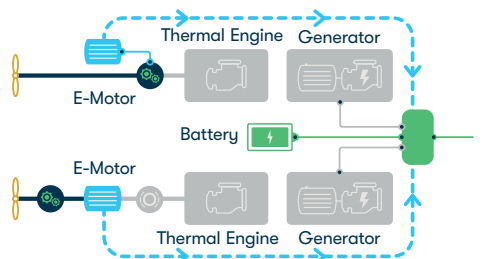 Thermal Engine Generator
E-Motor
Battery
E-Motor
Thermal Engine Generator